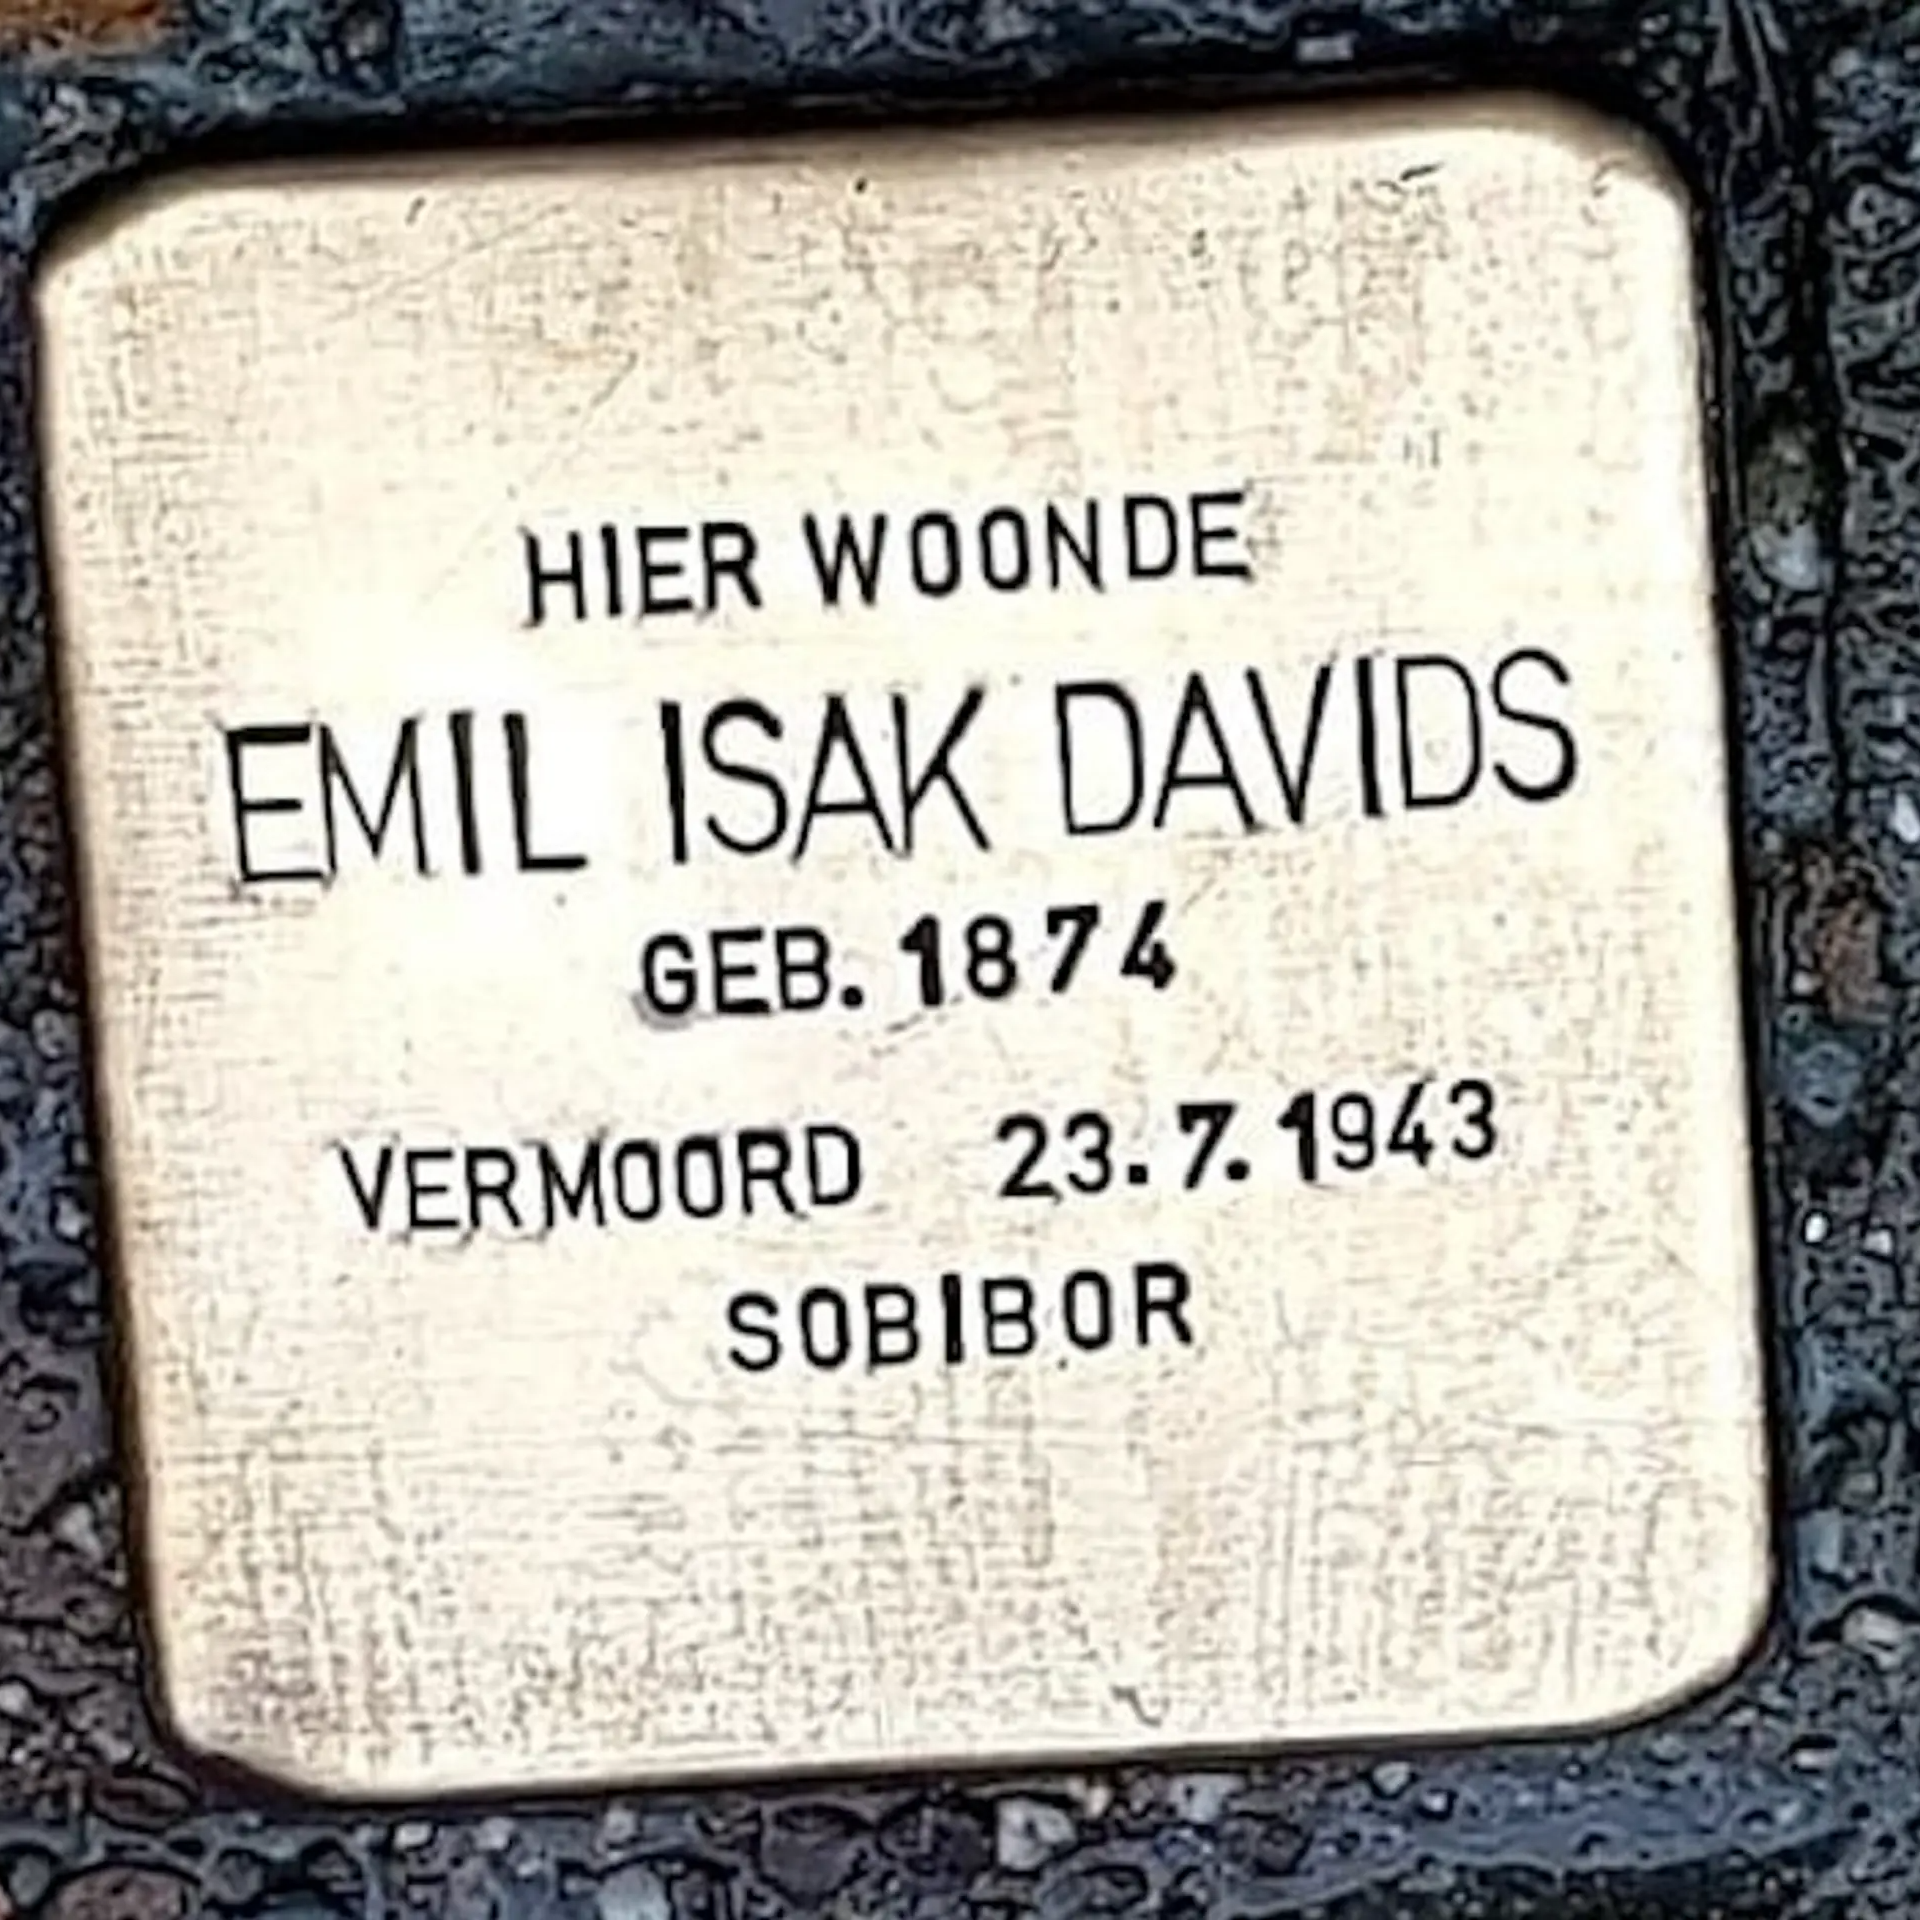 HIER WOONDE
EMIL ISAK DAVIDS
GEB. 1874
VERMOORD 23.7.1943
SOBIBOR